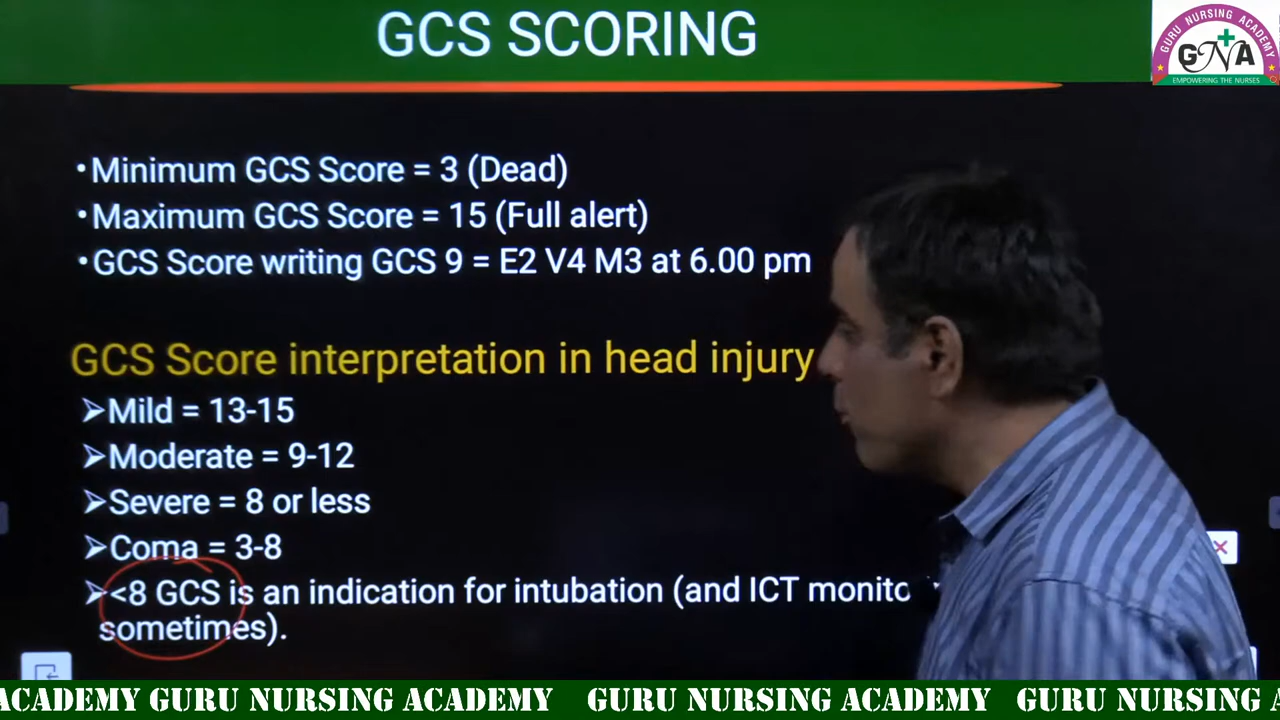 GCS SCORING
GURU NURSING ACADEMY
GNA
EMPOWERING THE NURSES
•Minimum GCS Score = 3 (Dead)
•Maximum GCS Score = 15 (Full alert)
•GCS Score writing GCS 9 = E2 V4 M3 at 6.00 pm
GCS Score interpretation in head injury
➢Mild = 13-15
➢Moderate = 9-12
➢Severe = 8 or less
➢Coma = 3-8
➢<8 GCS is an indication for intubation (and ICT monito
sometimes).
ACADEMY GURU NURSING ACADEMY GURU NURSING ACADEMY GURU NURSING